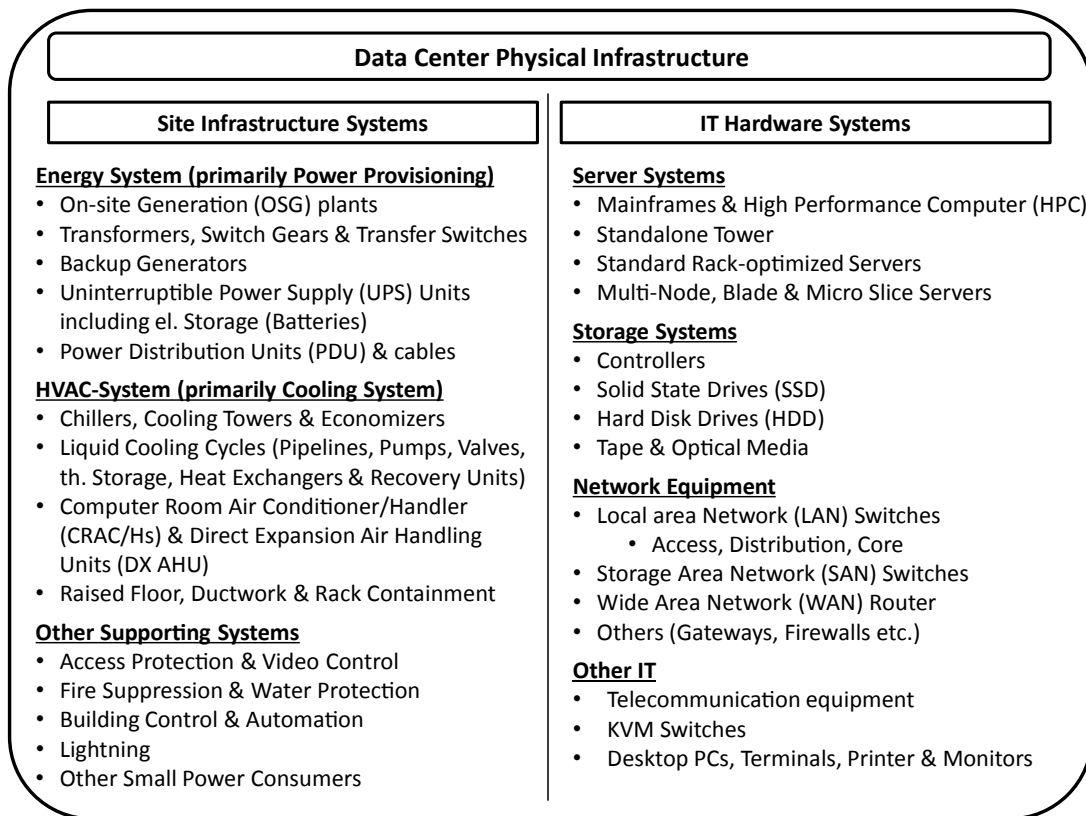 Data Center Physical Infrastructure
Site Infrastructure Systems
Energy System (primarily Power Provisioning)
• On-site Generation (OSG) plants
• Transformers, Switch Gears & Transfer Switches
• Backup Generators
• Uninterruptible Power Supply (UPS) Units
including el. Storage (Batteries)
• Power Distribution Units (PDU) & cables
HVAC-System (primarily Cooling System)
• Chillers, Cooling Towers & Economizers
• Liquid Cooling Cycles (Pipelines, Pumps, Valves,
th. Storage, Heat Exchangers & Recovery Units)
• Computer Room Air Conditioner/Handler
(CRAC/Hs) & Direct Expansion Air Handling
Units (DX AHU)
• Raised Floor, Ductwork & Rack Containment
Other Supporting Systems
• Access Protection & Video Control
• Fire Suppression & Water Protection
• Building Control & Automation
• Lightning
• Other Small Power Consumers
IT Hardware Systems
Server Systems
• Mainframes & High Performance Computer (HPC)
• Standalone Tower
• Standard Rack-optimized Servers
• Multi-Node, Blade & Micro Slice Servers
Storage Systems
• Controllers
• Solid State Drives (SSD)
• Hard Disk Drives (HDD)
• Tape & Optical Media
Network Equipment
• Local area Network (LAN) Switches
• Access, Distribution, Core
• Storage Area Network (SAN) Switches
• Wide Area Network (WAN) Router
• Others (Gateways, Firewalls etc.)
Other IT
• Telecommunication equipment
• KVM Switches
• Desktop PCs, Terminals, Printer & Monitors